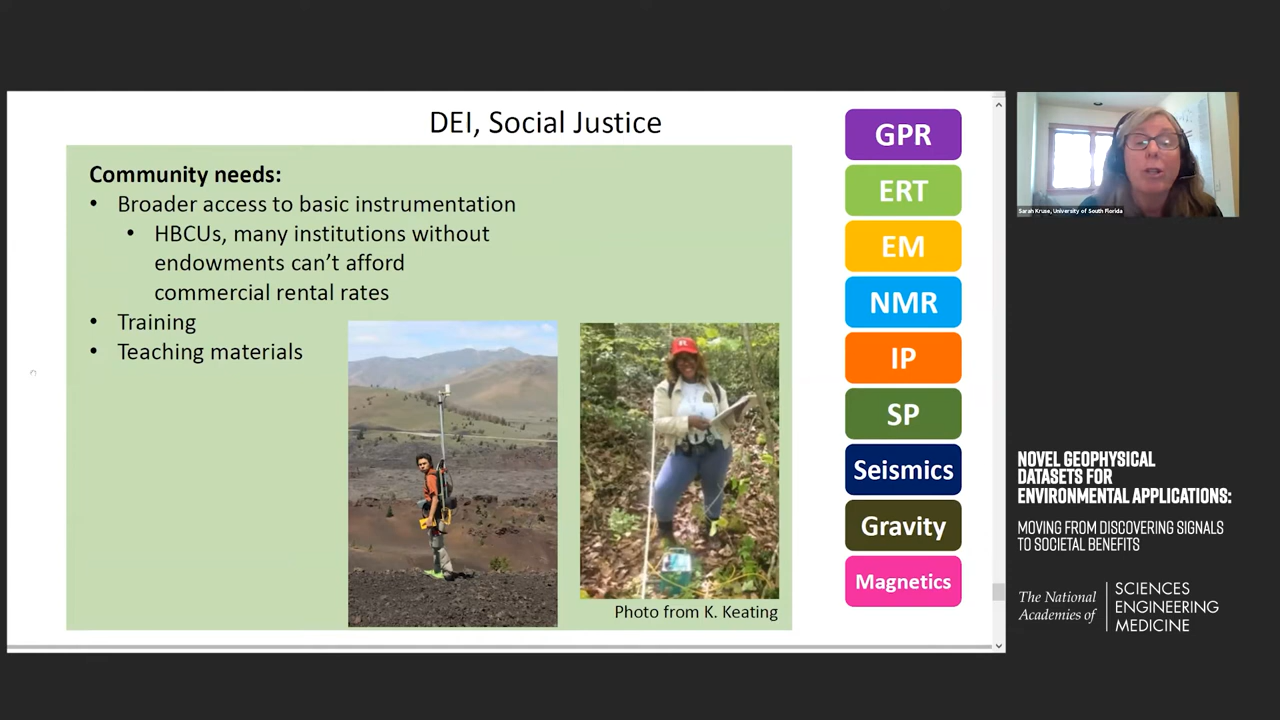 DEI, Social Justice
Community needs:
• Broader access to basic instrumentation
• HBCUs, many institutions without
endowments can’t afford
commercial rental rates
• Training
• Teaching materials
Photo from K. Keating
GPR
ERT
EM
NMR
IP
SP
Seismics
Gravity
Magnetics
Sarah Kruse, University of South Florida
NOVEL GEOPHYSICAL
DATASETS FOR
ENVIRONMENTAL APPLICATIONS:
MOVING FROM DISCOVERING SIGNALS
TO SOCIETAL BENEFITS
The National
Academies of
SCIENCES
ENGINEERING
MEDICINE